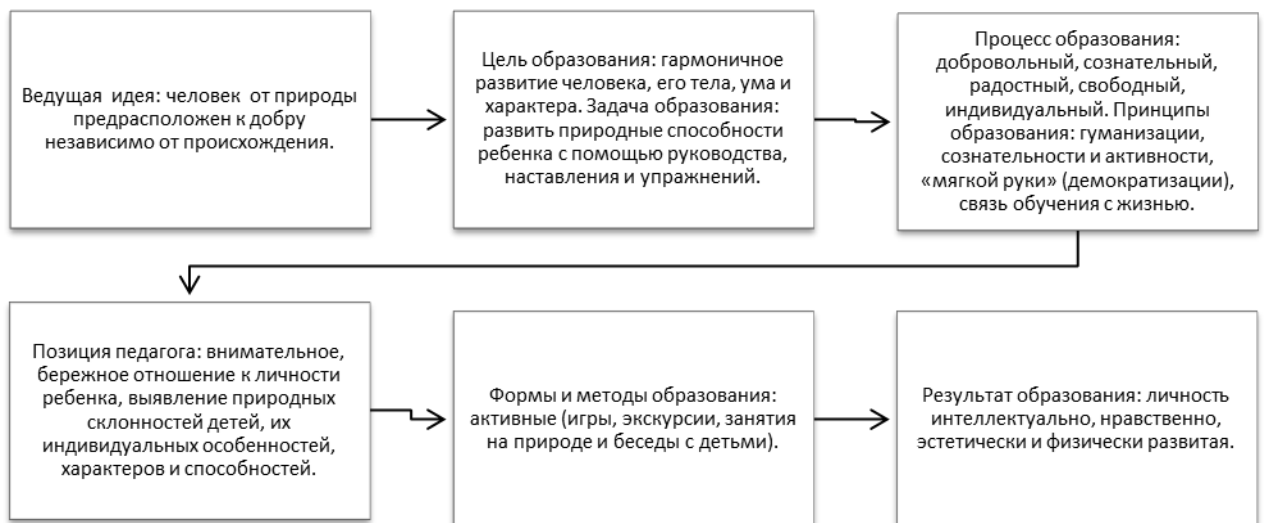 Ведущая идея: человек от природы
предрасположен к добру
независимо от происхождения.
Цель образования: гармоничное
развитие человека, его тела, ума и
характера. Задача образования:
развить природные способности
ребенка с помощью руководства,
наставления и упражнений.
Процесс образования:
добровольный, сознательный,
радостный, свободный,
индивидуальный. Принципы
образования: гуманизации,
сознательности и активности,
«мягкой руки» (демократизации),
связь обучения с жизнью.
Позиция педагога: внимательное,
бережное отношение к личности
ребенка, выявление природных
склонностей детей, их
индивидуальных особенностей,
характеров и способностей.
Формы и методы образования:
активные (игры, экскурсии, занятия
на природе и беседы с детьми).
Результат образования: личность
интеллектуально, нравственно,
эстетически и физически развитая.